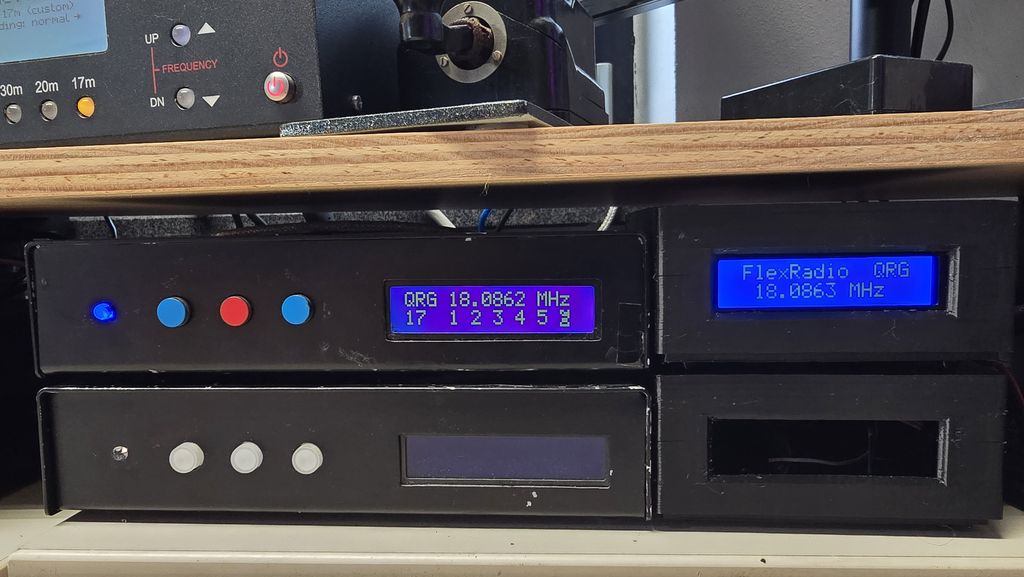 17m (custom)
ding: normal
UP
FREQUENCY
DN
30m 20m 17m
QRG 18.0862 MHz
17 1 2 3 4 5
FlexRadio QRG
18.0863 MHz